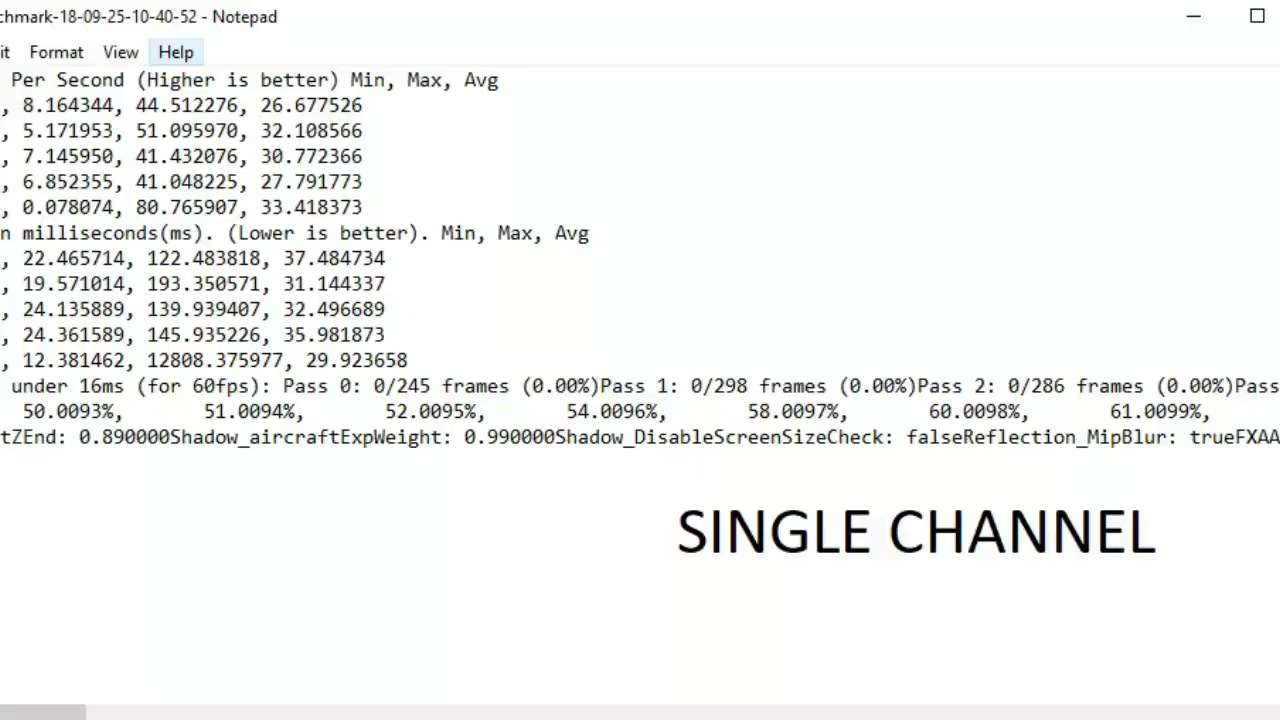 chmark-18-09-25-10-40-52 - Notepad
it Format View Help
Per Second (Higher is better) Min, Max, Avg
, 8.164344, 44.512276, 26.677526
, 5.171953, 51.095970, 32.108566
, 7.145950, 41.432076, 30.772366
, 6.852355, 41.048225, 27.791773
, 0.078074, 80.765907, 33.418373
n milliseconds(ms). (Lower is better). Min, Max, Avg
, 22.465714, 122.483818, 37.484734
, 19.571014, 193.350571, 31.144337
, 24.135889, 139.939407, 32.496689
, 24.361589, 145.935226, 35.981873
, 12.381462, 12808.375977, 29.923658
under 16ms (for 60fps): Pass 0: 0/245 frames (0.00%)Pass 1: 0/298 frames (0.00%)Pass 2: 0/286 frames (0.00%)Pass
50.0093%, 51.0094%, 52.0095%, 54.0096%, 58.0097%, 60.0098%, 61.0099%,
tZEnd: 0.890000Shadow_aircraftExpWeight: 0.990000Shadow_DisableScreenSizeCheck: falseReflection_MipBlur: trueFXAA
SINGLE CHANNEL